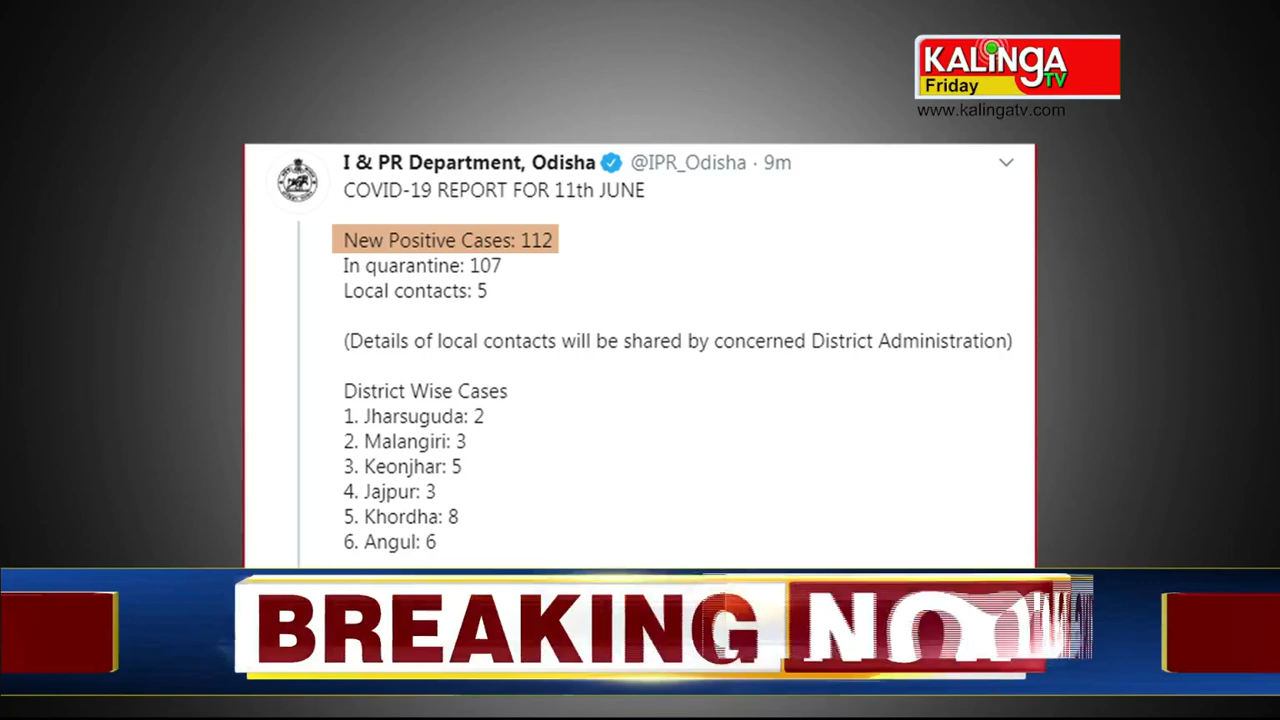 KALINGA TV
Friday
www.kalingatv.com
I & PR Department, Odisha @IPR_Odisha · 9m
COVID-19 REPORT FOR 11th JUNE
New Positive Cases: 112
In quarantine: 107
Local contacts: 5
(Details of local contacts will be shared by concerned District Administration)
District Wise Cases
1. Jharsuguda: 2
2. Malangiri: 3
3. Keonjhar: 5
4. Jajpur: 3
5. Khordha: 8
6. Angul: 6
BREAKING